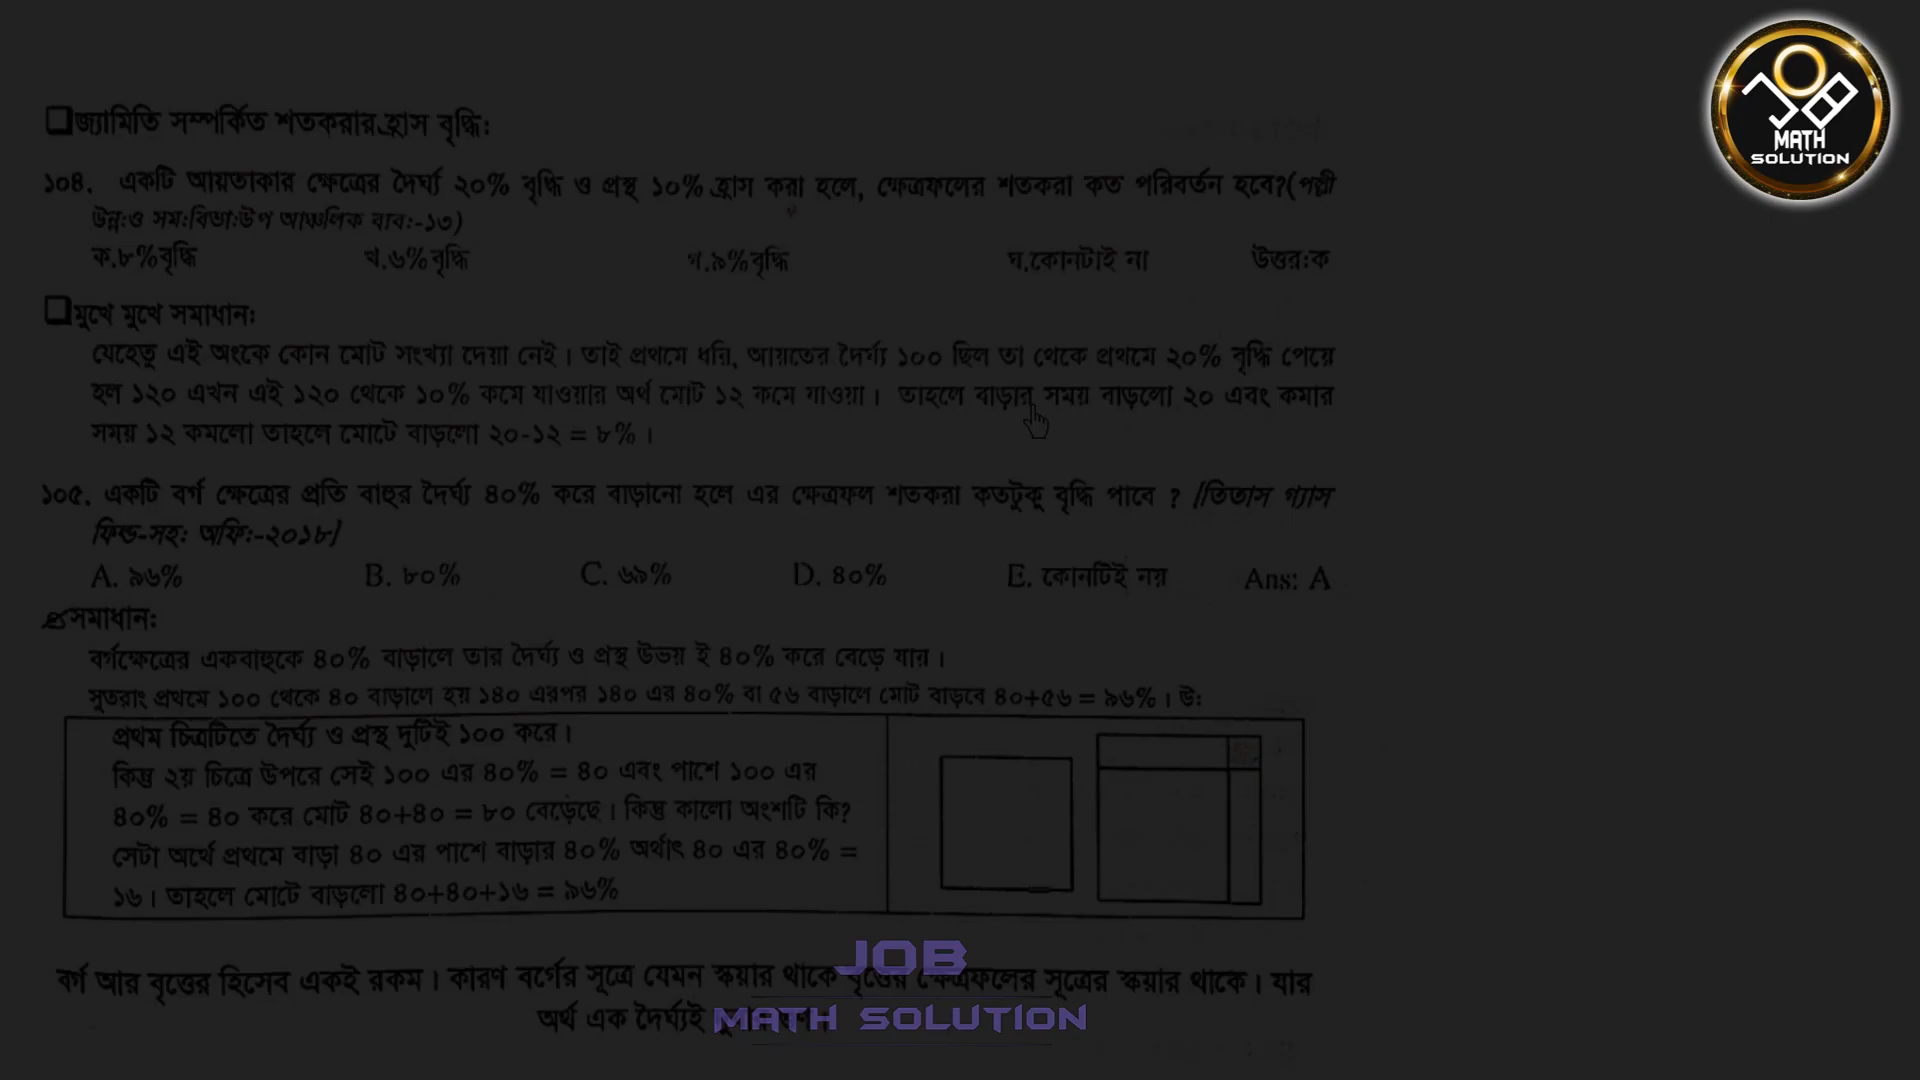 ❑জ্যামিতি সম্পর্কিত শতকরার হ্রাস বৃদ্ধি:
১০৪. একটি আয়তাকার ক্ষেত্রের দৈর্ঘ্য ২০% বৃদ্ধি ও প্রস্থ ১০% হ্রাস করা হলে, ক্ষেত্রফলের শতকরা কত পরিবর্তন হবে?(পল্লী
উন্ন:ও সম:বিভা:উপ আঞ্চলিক ব্যব:-১৩)
ক.৮%বৃদ্ধি খ.৬%বৃদ্ধি গ.৯%বৃদ্ধি ঘ.কোনটাই না উত্তর:ক
❑মুখে মুখে সমাধান:
যেহেতু এই অংকে কোন মোট সংখ্যা দেয়া নেই। তাই প্রথমে ধরি, আয়তের দৈর্ঘ্য ১০০ ছিল তা থেকে প্রথমে ২০% বৃদ্ধি পেয়ে
হল ১২০ এখন এই ১২০ থেকে ১০% কমে যাওয়ার অর্থ মোট ১২ কমে যাওয়া। তাহলে বাড়ার সময় বাড়লো ২০ এবং কমার
সময় ১২ কমলো তাহলে মোটে বাড়লো ২০-১২ = ৮%।
১০৫. একটি বর্গ ক্ষেত্রের প্রতি বাহুর দৈর্ঘ্য ৪০% করে বাড়ানো হলে এর ক্ষেত্রফল শতকরা কতটুকু বৃদ্ধি পাবে ? [তিতাস গ্যাস
ফিল্ড-সহ: অফি:-২০১৮]
A. ৯৬% B. ৮০% C. ৬৯% D. ৪০% E. কোনটিই নয় Ans: A
সমাধান:
বর্গক্ষেত্রের একবাহুকে ৪০% বাড়ালে তার দৈর্ঘ্য ও প্রস্থ উভয় ই ৪০% করে বেড়ে যার।
সুতরাং প্রথমে ১০০ থেকে ৪০ বাড়ালে হয় ১৪০ এরপর ১৪০ এর ৪০% বা ৫৬ বাড়ালে মোট বাড়বে ৪০+৫৬ = ৯৬%। উ:
প্রথম চিত্রটিতে দৈর্ঘ্য ও প্রস্থ দুটিই ১০০ করে।
কিন্তু ২য় চিত্রে উপরে সেই ১০০ এর ৪০% = ৪০ এবং পাশে ১০০ এর
৪০% = ৪০ করে মোট ৪০+৪০ = ৮০ বেড়েছে। কিন্তু কালো অংশটি কি?
সেটা অর্থে প্রথমে বাড়া ৪০ এর পাশে বাড়ার ৪০% অর্থাৎ ৪০ এর ৪০% =
১৬। তাহলে মোটে বাড়লো ৪০+৪০+১৬ = ৯৬%
বর্গ আর বৃত্তের হিসেব একই রকম। কারণ বর্গের সূত্রে যেমন স্কয়ার থাকে বৃত্তের ক্ষেত্রফলের সূত্রের স্কয়ার থাকে। যার
অর্থ এক দৈর্ঘ্যই
JOB
MATH SOLUTION
JOB
MATH
SOLUTION